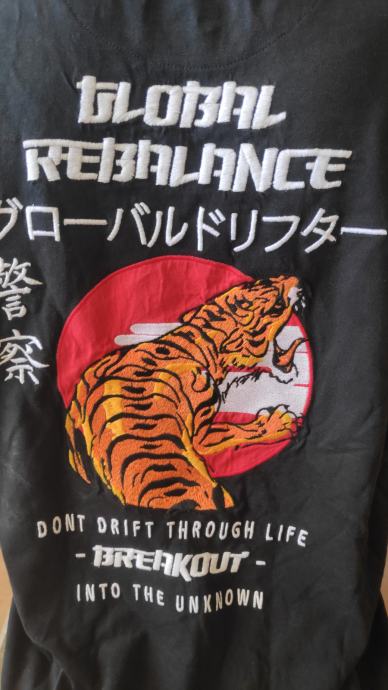 GLOBAL
REBALANCE
グローバルドリフター
警察
DONT DRIFT THROUGH LIFE
- BREAKOUT -
INTO THE UNKNOWN